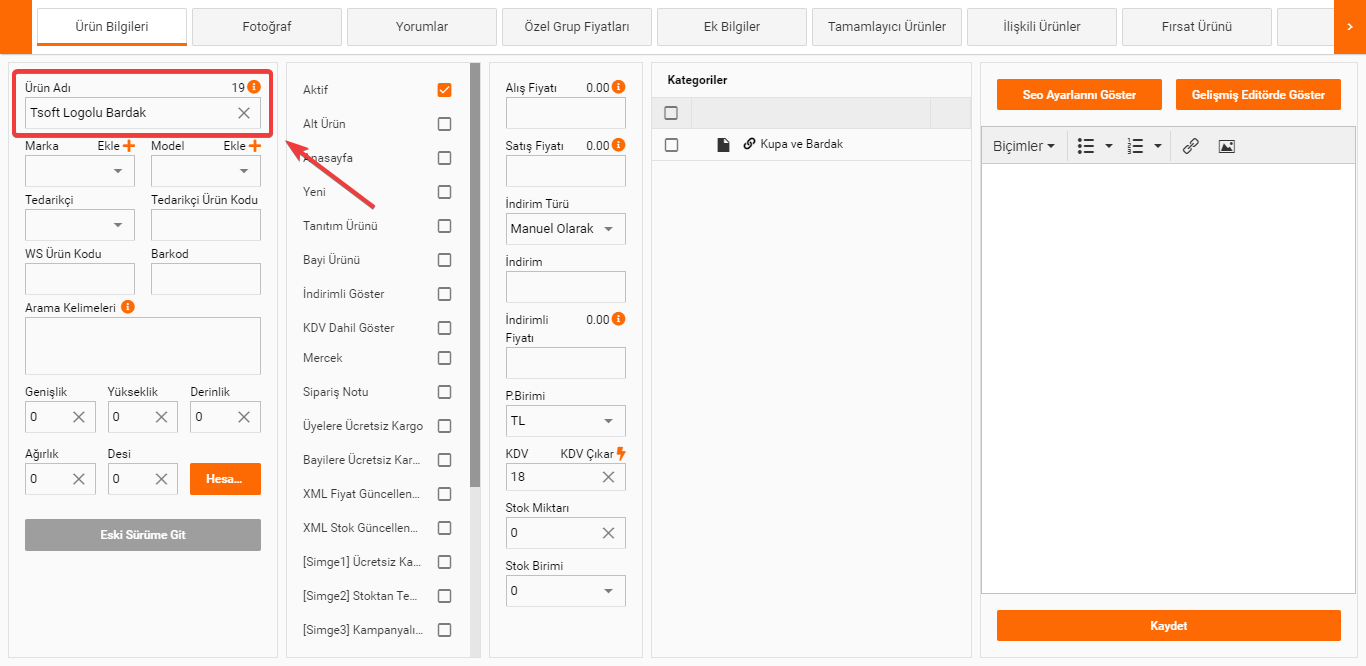 Ürün Bilgileri
Fotoğraf
Yorumlar
Özel Grup Fiyatları
Ek Bilgiler
Tamamlayıcı Ürünler
İlişkili Ürünler
Fırsat Ürünü
Ürün Adı 19
Tsoft Logolu Bardak
Marka Ekle
Model Ekle
Tedarikçi
Tedarikçi Ürün Kodu
WS Ürün Kodu
Barkod
Arama Kelimeleri
Genişlik
Yükseklik
Derinlik
0
0
0
Ağırlık
Desi
0
0
Hesa...
Eski Sürüme Git
Aktif
Alt Ürün
Anasayfa
Yeni
Tanıtım Ürünü
Bayi Ürünü
İndirimli Göster
KDV Dahil Göster
Mercek
Sipariş Notu
Üyelere Ücretsiz Kargo
Bayilere Ücretsiz Kar...
XML Fiyat Güncellen...
XML Stok Güncellen...
[Simge1] Ücretsiz Ka...
[Simge2] Stoktan Te...
[Simge3] Kampanyalı...
Alış Fiyatı 0.00
Satış Fiyatı 0.00
İndirim Türü
Manuel Olarak
İndirim
İndirimli 0.00
Fiyatı
P.Birimi
TL
KDV KDV Çıkar
18
Stok Miktarı
0
Stok Birimi
0
Kategoriler
Kupa ve Bardak
Seo Ayarlarını Göster
Gelişmiş Editörde Göster
Biçimler
Kaydet